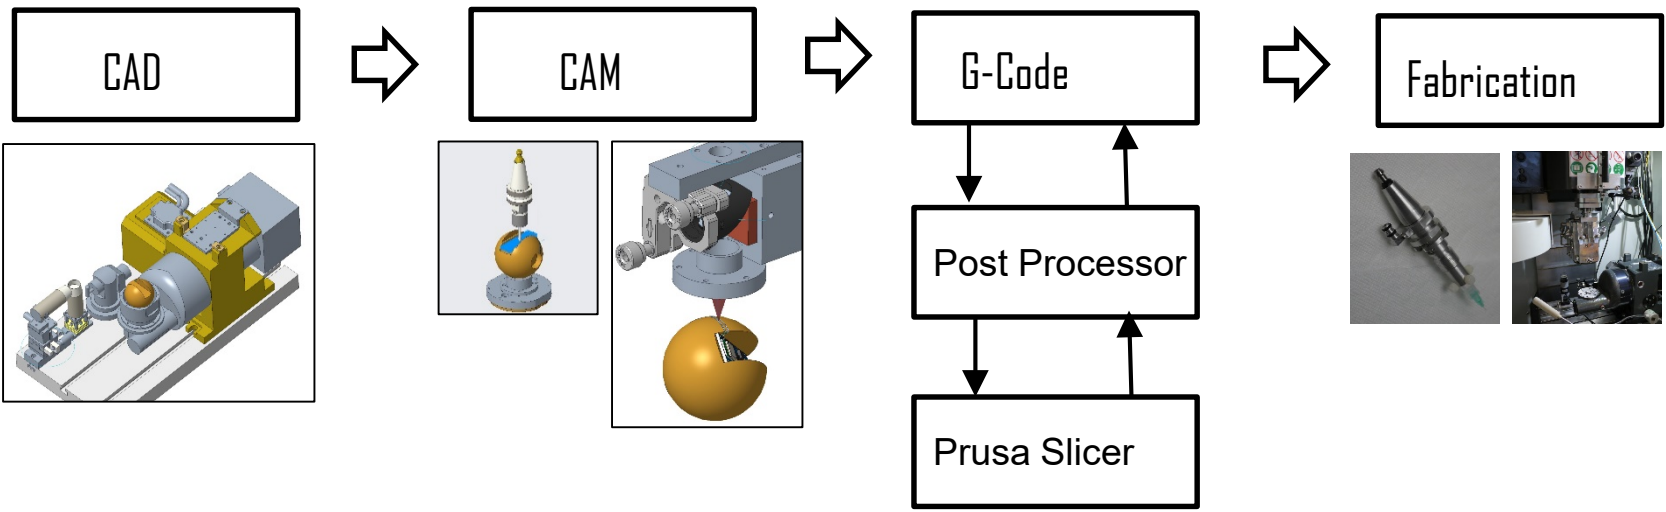 CAD
CAM
G-Code
Fabrication
Post Processor
Prusa Slicer